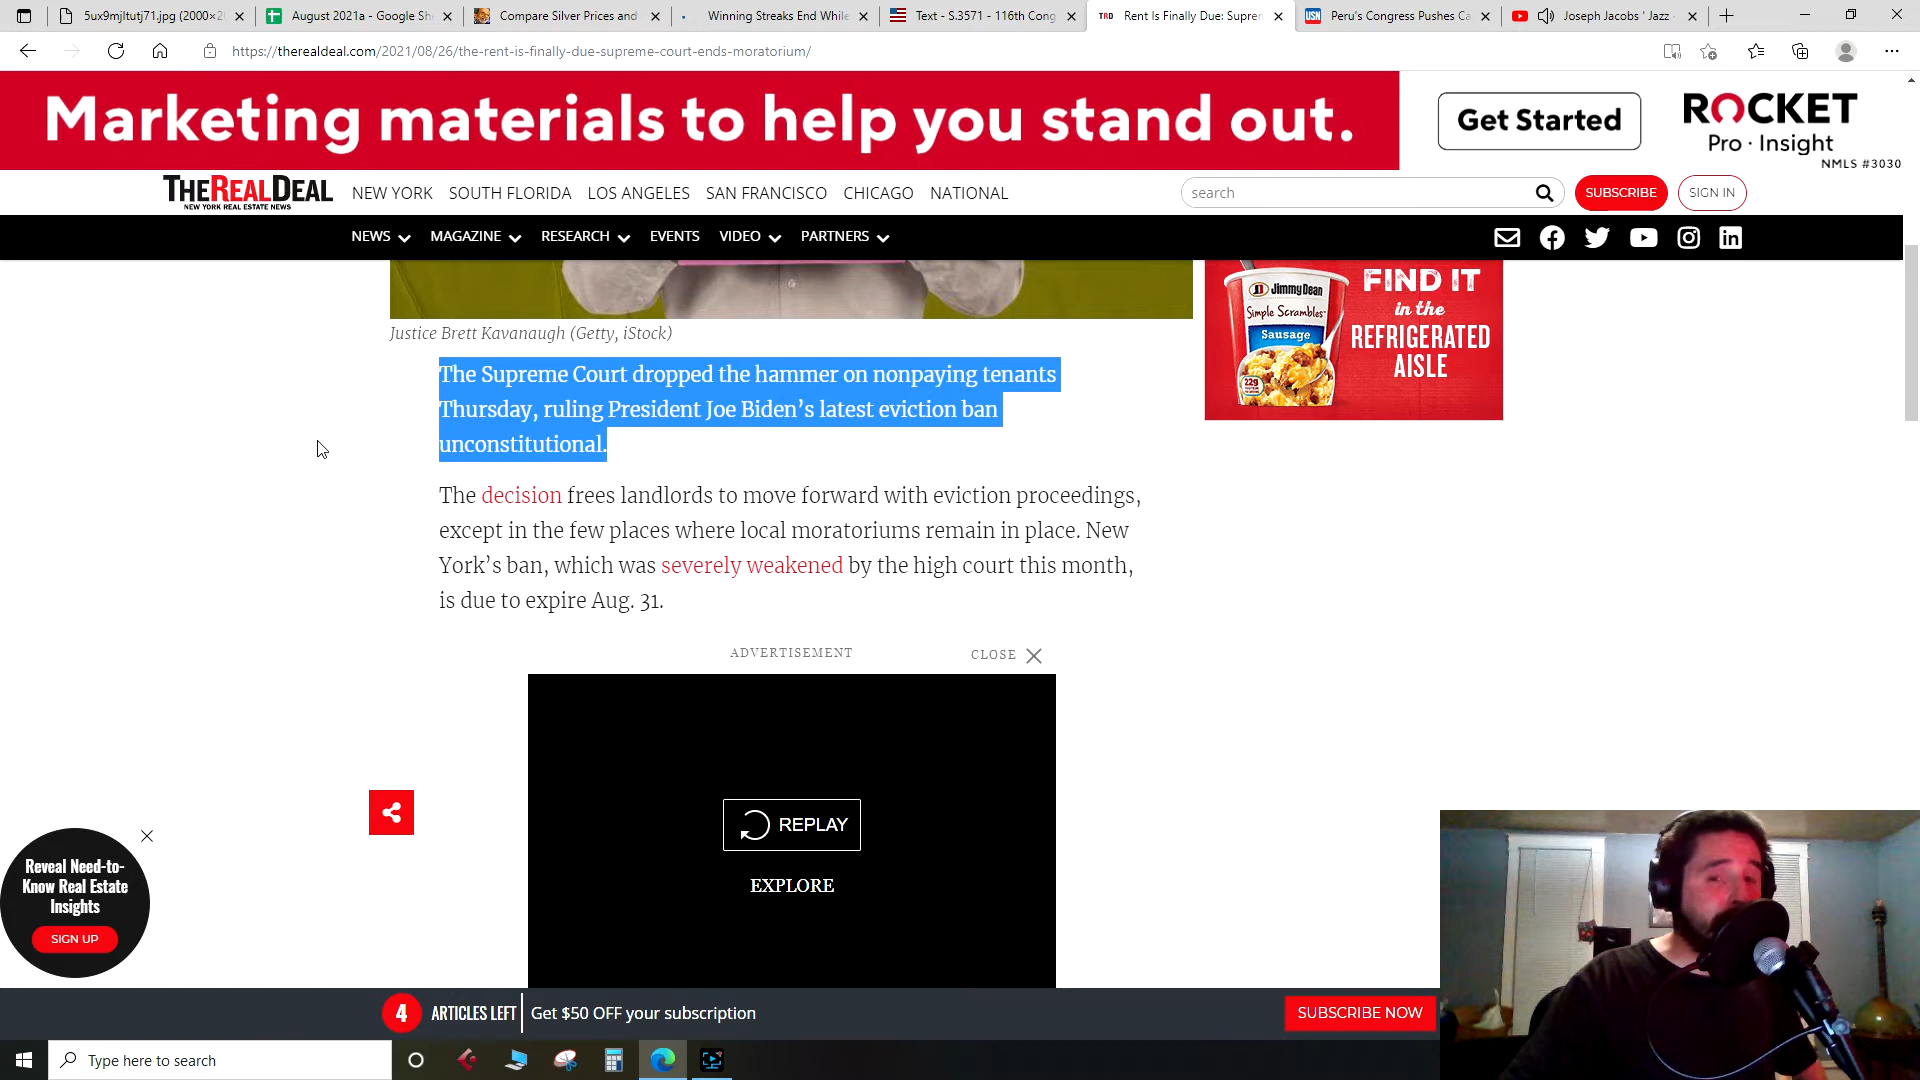 5ux9mjltutj71.jpg (2000×2
August 2021a - Google Sh
Compare Silver Prices and
Winning Streaks End While
Text - S.3571 - 116th Cong
TRD Rent Is Finally Due: Suprem
USN Peru's Congress Pushes Ca
Joseph Jacobs ' Jazz
https://therealdeal.com/2021/08/26/the-rent-is-finally-due-supreme-court-ends-moratorium/
Marketing materials to help you stand out.
Get Started
ROCKET
Pro · Insight
NMLS #3030
THE REAL DEAL
NEW YORK REAL ESTATE NEWS
NEW YORK SOUTH FLORIDA LOS ANGELES SAN FRANCISCO CHICAGO NATIONAL
search
SUBSCRIBE
SIGN IN
NEWS MAGAZINE RESEARCH EVENTS VIDEO PARTNERS
Justice Brett Kavanaugh (Getty, iStock)
The Supreme Court dropped the hammer on nonpaying tenants
Thursday, ruling President Joe Biden’s latest eviction ban
unconstitutional.
The decision frees landlords to move forward with eviction proceedings,
except in the few places where local moratoriums remain in place. New
York’s ban, which was severely weakened by the high court this month,
is due to expire Aug. 31.
Jimmy Dean
Simple Scrambles
Sausage
22g
FIND IT
in the
REFRIGERATED
AISLE
ADVERTISEMENT
CLOSE
REPLAY
EXPLORE
Reveal Need-to-
Know Real Estate
Insights
SIGN UP
4 ARTICLES LEFT Get $50 OFF your subscription
SUBSCRIBE NOW
Type here to search